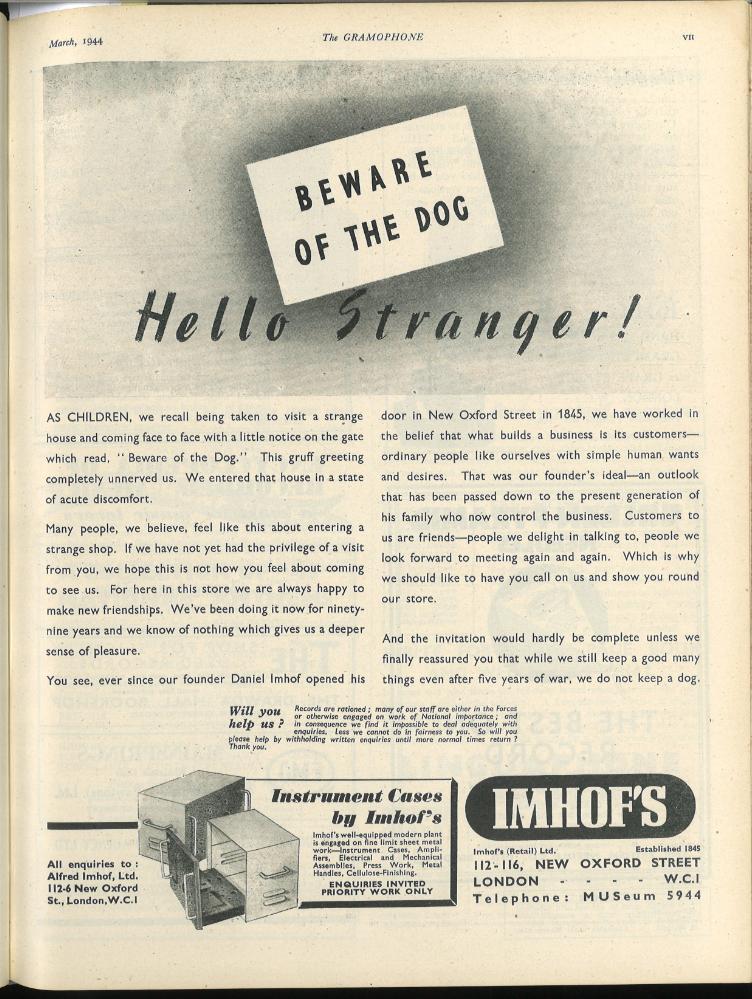 March, 1944
The GRAMOPHONE
VII
BEWARE
OF THE DOG
Hello Stranger!
AS CHILDREN, we recall being taken to visit a strange
house and coming face to face with a little notice on the gate
which read, "Beware of the Dog." This gruff greeting
completely unnerved us. We entered that house in a state
of acute discomfort.
Many people, we believe, feel like this about entering a
strange shop. If we have not yet had the privilege of a visit
from you, we hope this is not how you feel about coming
to see us. For here in this store we are always happy to
make new friendships. We've been doing it now for ninety-
nine years and we know of nothing which gives us a deeper
sense of pleasure.
You see, ever since our founder Daniel Imhof opened his
door in New Oxford Street in 1845, we have worked in
the belief that what builds a business is its customers—
ordinary people like ourselves with simple human wants
and desires. That was our founder's ideal—an outlook
that has been passed down to the present generation of
his family who now control the business. Customers to
us are friends—people we delight in talking to, people we
look forward to meeting again and again. Which is why
we should like to have you call on us and show you round
our store.
And the invitation would hardly be complete unless we
finally reassured you that while we still keep a good many
things even after five years of war, we do not keep a dog.
Will you help us? Records are rationed; many of our staff are either in the Forces
or otherwise engaged on work of National importance; and
in consequence we find it impossible to deal adequately with
enquiries. Less we cannot do in fairness to you. So will you
please help by withholding written enquiries until more normal times return?
Thank you.
All enquiries to:
Alfred Imhof, Ltd.
112-6 New Oxford
St., London, W.C.1
Instrument Cases
by Imhof's
Imhof's well-equipped modern plant
is engaged on fine limit sheet metal
work—Instrument Cases, Ampli-
fiers, Electrical and Mechanical
Assemblies, Press Work, Metal
Handles, Cellulose-Finishing.
ENQUIRIES INVITED
PRIORITY WORK ONLY
IMHOF'S
Imhof's (Retail) Ltd. Established 1845
112-116, NEW OXFORD STREET
LONDON - - - - W.C.1
Telephone: MUSeum 5944